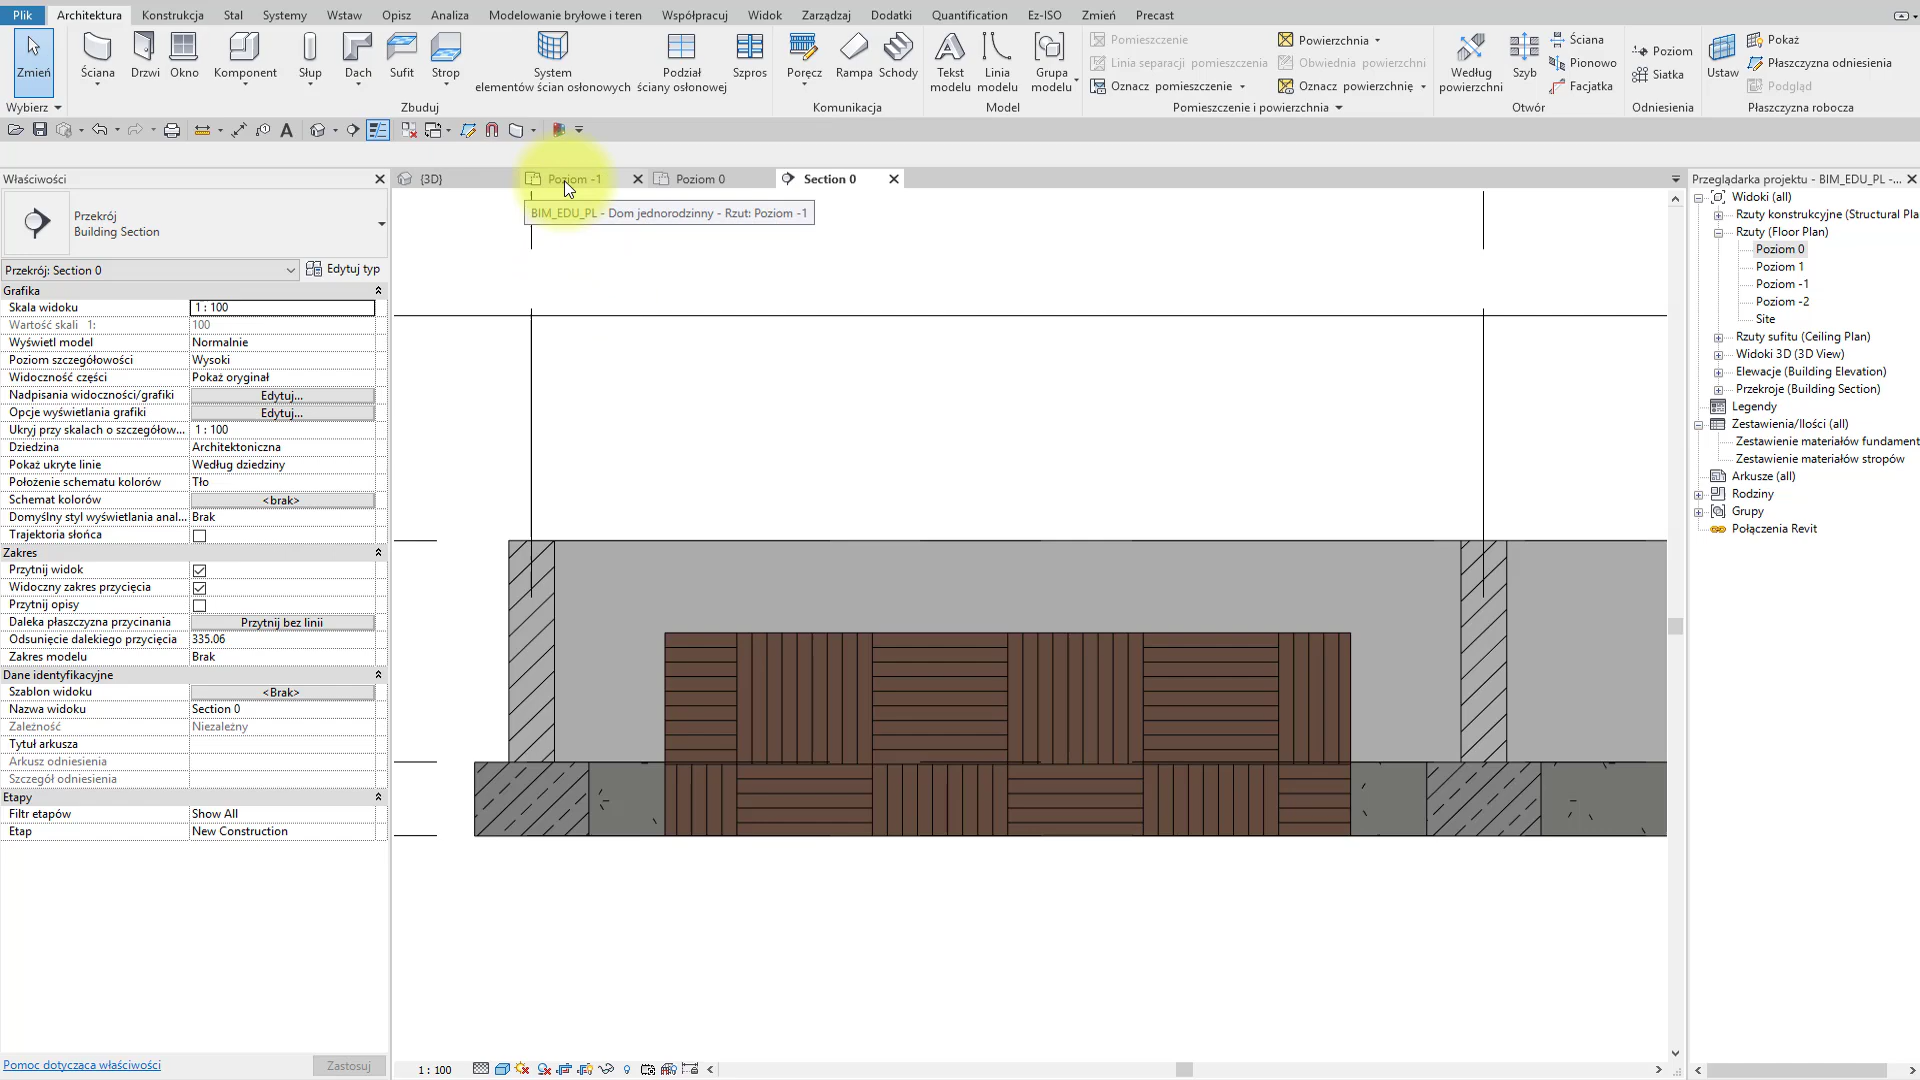 Plik Architektura Konstrukcja Stal Systemy Wstaw Opisz Analiza Modelowanie bryłowe i teren Współpracuj Widok Zarządzaj Dodatki Quantification Ez-ISO Zmień Precast
Zmień
Ściana Drzwi Okno Komponent Słup Dach Sufit Strop
System
elementów ścian osłonowych
Podział
ściany osłonowej
Szpros
Poręcz Rampa Schody
Tekst
modelu
Linia
modelu
Grupa
modelu
Pomieszczenie
Linia separacji pomieszczenia
Oznacz pomieszczenie
Powierzchnia
Obwiednia powierzchni
Oznacz powierzchnię
Według
powierzchni
Szyb
Ściana
Pionowo
Facjatka
Poziom
Siatka
Ustaw
Pokaż
Płaszczyzna odniesienia
Podgląd
Wybierz Zbuduj Komunikacja Model Pomieszczenie i powierzchnia Otwór Odniesienia Płaszczyzna robocza
Właściwości
Przekrój
Building Section
Przekrój: Section 0 Edytuj typ
Grafika
Skala widoku 1 : 100
Wartość skali 1: 100
Wyświetl model Normalnie
Poziom szczegółowości Wysoki
Widoczność części Pokaż oryginał
Nadpisania widoczności/grafiki Edytuj...
Opcje wyświetlania grafiki Edytuj...
Ukryj przy skalach o szczegółow... 1 : 100
Dziedzina Architektoniczna
Pokaż ukryte linie Według dziedziny
Położenie schematu kolorów Tło
Schemat kolorów <brak>
Domyślny styl wyświetlania anal... Brak
Trajektoria słońca
Zakres
Przytnij widok
Widoczny zakres przycięcia
Przytnij opisy
Daleka płaszczyzna przycinania Przytnij bez linii
Odsunięcie dalekiego przycięcia 335.06
Zakres modelu Brak
Dane identyfikacyjne
Szablon widoku <Brak>
Nazwa widoku Section 0
Zależność Niezależny
Tytuł arkusza
Arkusz odniesienia
Szczegół odniesienia
Etapy
Filtr etapów Show All
Etap New Construction
Pomoc dotycząca właściwości Zastosuj
{3D} Poziom -1 Poziom 0 Section 0
BIM_EDU_PL - Dom jednorodzinny - Rzut: Poziom -1
1 : 100
Przeglądarka projektu - BIM_EDU_PL -...
Widoki (all)
Rzuty konstrukcyjne (Structural Pla
Rzuty (Floor Plan)
Poziom 0
Poziom 1
Poziom -1
Poziom -2
Site
Rzuty sufitu (Ceiling Plan)
Widoki 3D (3D View)
Elewacje (Building Elevation)
Przekroje (Building Section)
Legendy
Zestawienia/Ilości (all)
Zestawienie materiałów fundament
Zestawienie materiałów stropów
Arkusze (all)
Rodziny
Grupy
Połączenia Revit